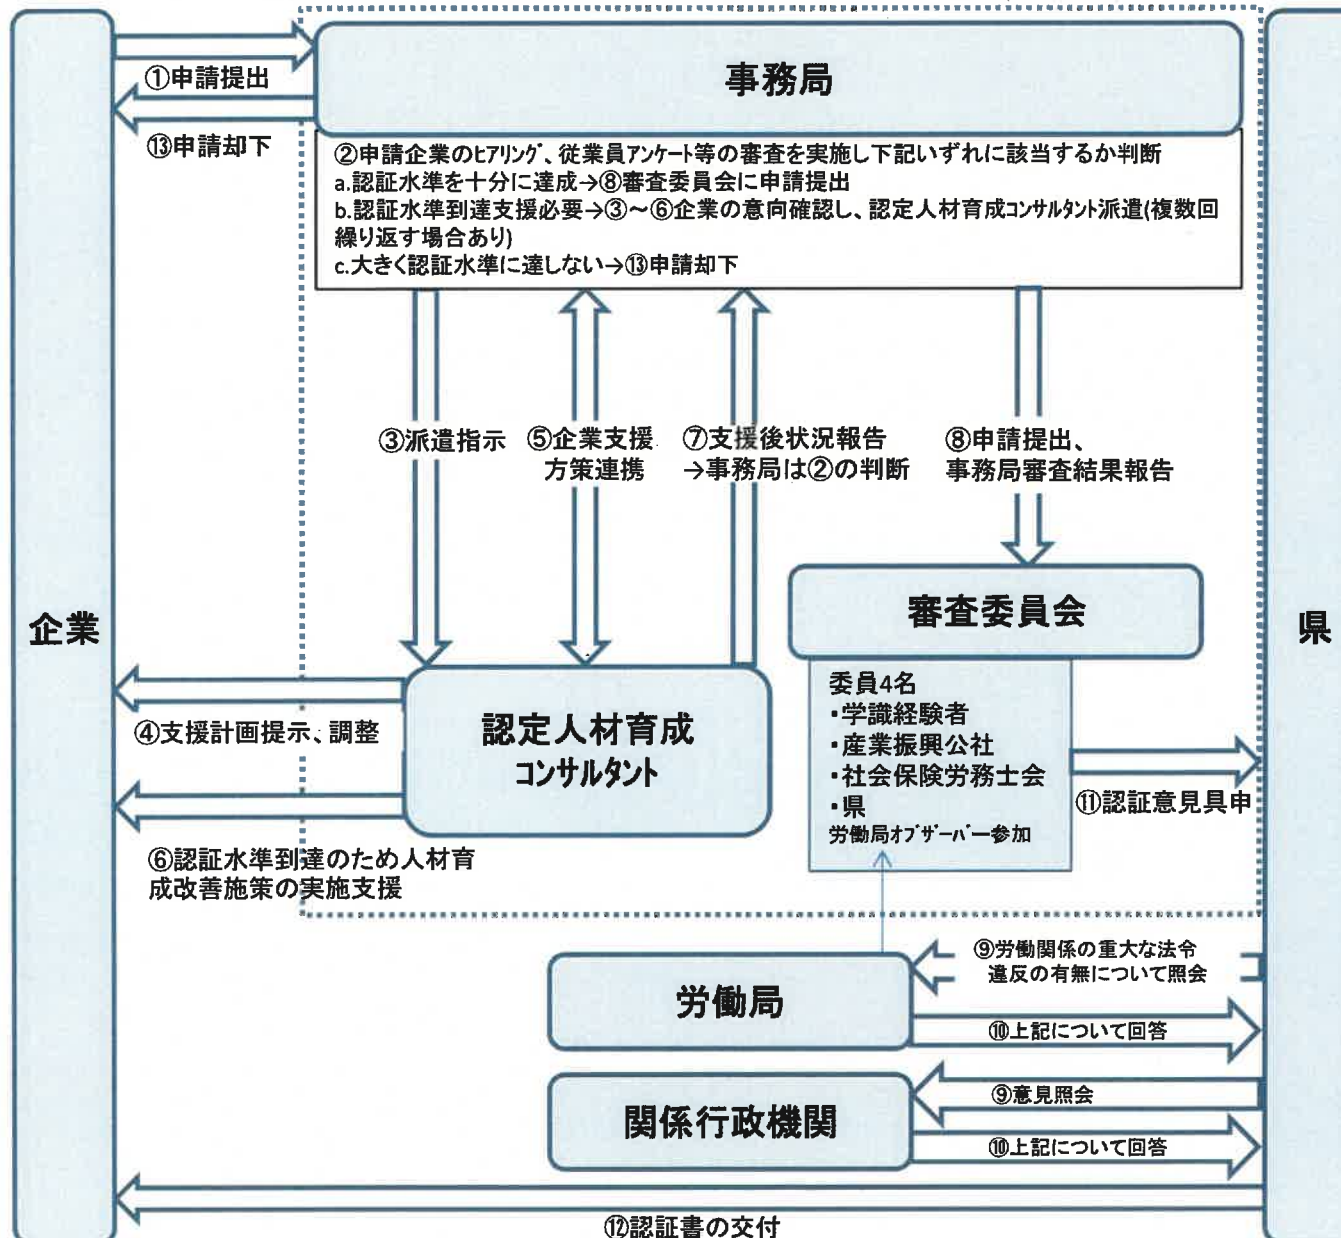 ①申請提出
⑬申請却下
事務局
②申請企業のﾋｱﾘﾝｸﾞ、従業員ｱﾝｹｰﾄ等の審査を実施し下記いずれに該当するか判断
a.認証水準を十分に達成→⑧審査委員会に申請提出
b.認証水準到達支援必要→③～⑥企業の意向確認し、認定人材育成ｺﾝｻﾙﾀﾝﾄ派遣(複数回
繰り返す場合あり)
c.大きく認証水準に達しない→⑬申請却下
③派遣指示
⑤企業支援
方策連携
⑦支援後状況報告
→事務局は②の判断
⑧申請提出、
事務局審査結果報告
企業
県
審査委員会
委員4名
・学識経験者
・産業振興公社
・社会保険労務士会
・県
労働局ｵﾌﾞｻﾞｰﾊﾞｰ参加
認定人材育成
ｺﾝｻﾙﾀﾝﾄ
④支援計画提示、調整
⑥認証水準到達のため人材育
成改善施策の実施支援
⑪認証意見具申
労働局
⑨労働関係の重大な法令
違反の有無について照会
⑩上記について回答
関係行政機関
⑨意見照会
⑩上記について回答
⑫認証書の交付